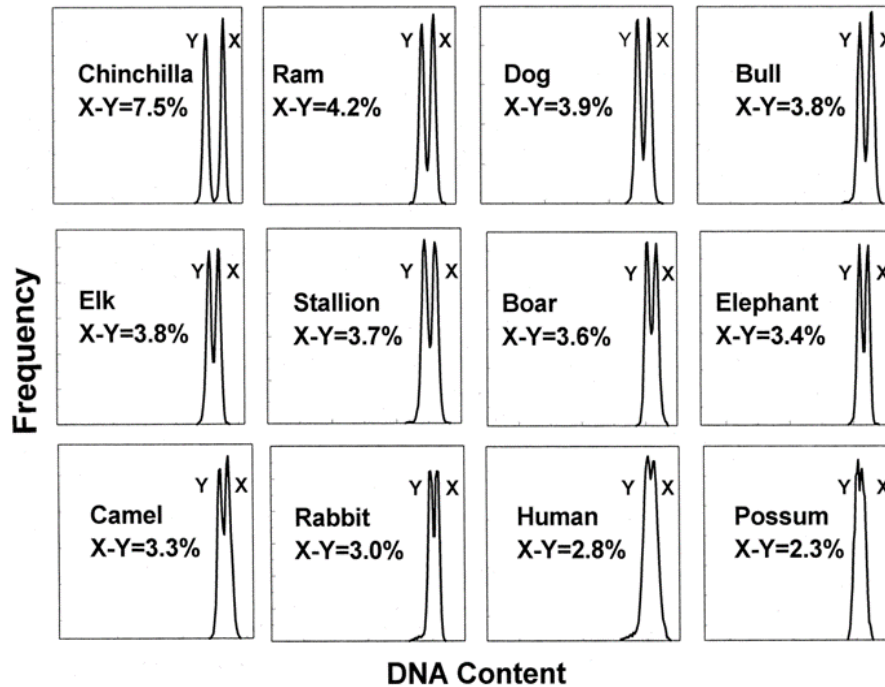 Y X
Chinchilla
X-Y=7.5%
Y X
Ram
X-Y=4.2%
Y X
Dog
X-Y=3.9%
Y X
Bull
X-Y=3.8%
Y X
Elk
X-Y=3.8%
Y X
Stallion
X-Y=3.7%
Y X
Boar
X-Y=3.6%
Y X
Elephant
X-Y=3.4%
Y X
Camel
X-Y=3.3%
Y X
Rabbit
X-Y=3.0%
Y X
Human
X-Y=2.8%
Y X
Possum
X-Y=2.3%
Frequency
DNA Content